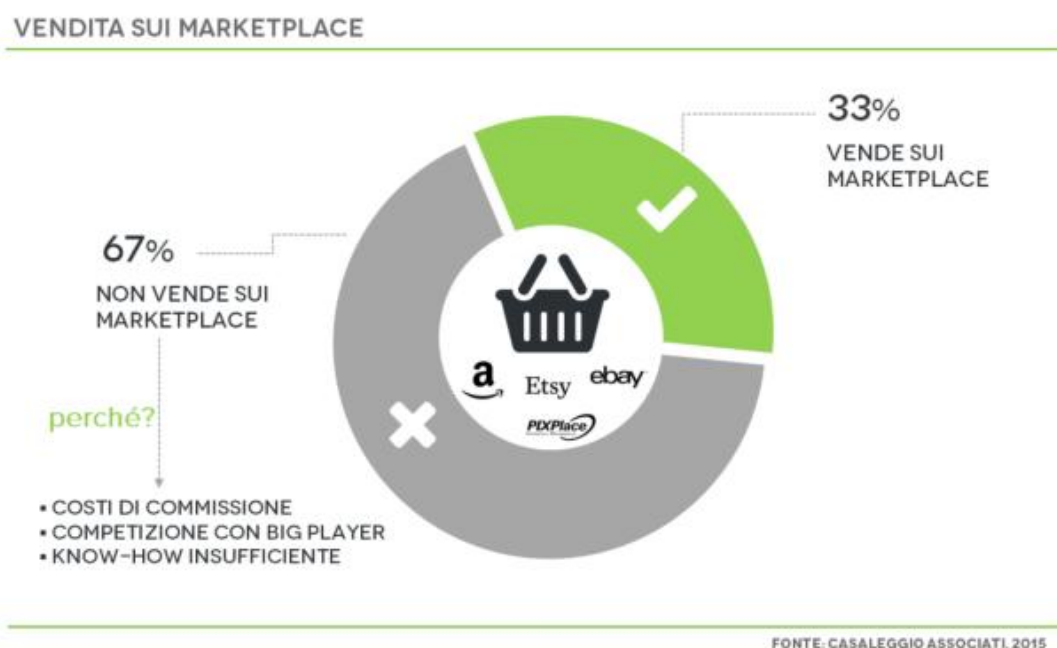 VENDITA SUI MARKETPLACE
33%
VENDE SUI
MARKETPLACE
67%
NON VENDE SUI
MARKETPLACE
perché?
▪ COSTI DI COMMISSIONE
▪ COMPETIZIONE CON BIG PLAYER
▪ KNOW-HOW INSUFFICIENTE
a
Etsy
ebay
PIXPlace
FONTE: CASALEGGIO ASSOCIATI, 2015